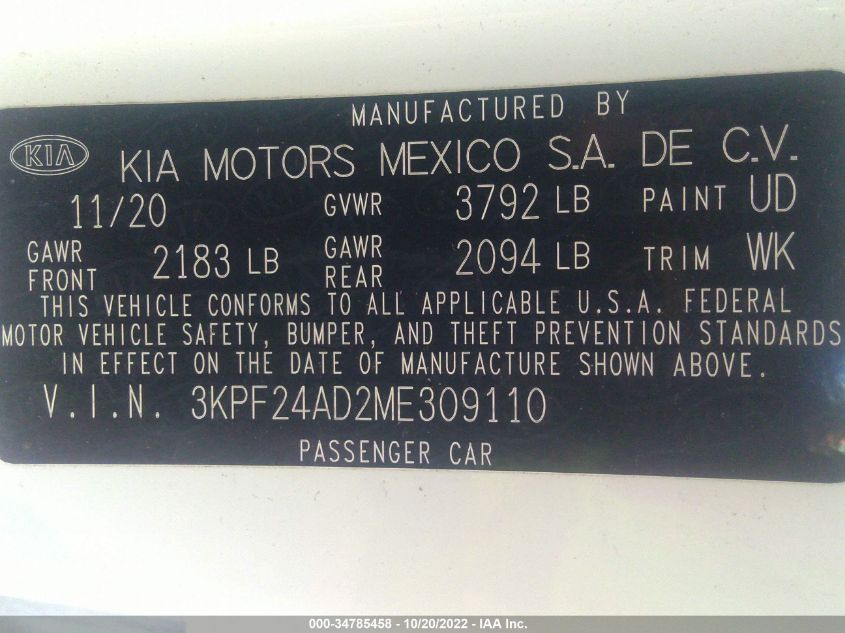 MANUFACTURED BY
KIA
KIA MOTORS MEXICO S.A. DE C.V.
11/20 GVWR 3792 LB PAINT UD
GAWR FRONT 2183 LB GAWR REAR 2094 LB TRIM WK
THIS VEHICLE CONFORMS TO ALL APPLICABLE U.S.A. FEDERAL
MOTOR VEHICLE SAFETY, BUMPER, AND THEFT PREVENTION STANDARDS
IN EFFECT ON THE DATE OF MANUFACTURE SHOWN ABOVE.
V.I.N. 3KPF24AD2ME309110
PASSENGER CAR
000-34785458 - 10/20/2022 - IAA Inc.